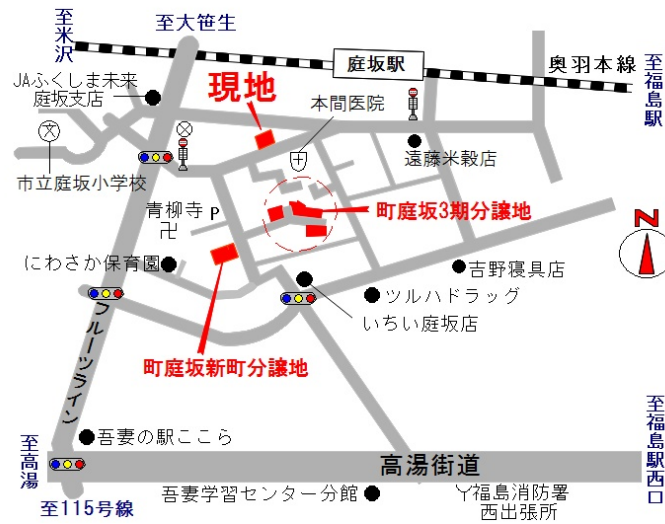 至米沢
至大笹生
庭坂駅
奥羽本線
至福島駅
JAふくしま未来
庭坂支店
現地
本間医院
文
市立庭坂小学校
遠藤米穀店
青柳寺
卍
P
町庭坂3期分譲地
N
にわさか保育園
吉野寝具店
ツルハドラッグ
いちい庭坂店
フルーツライン
町庭坂新町分譲地
吾妻の駅ここら
至高湯
高湯街道
至福島駅西口
至115号線
吾妻学習センター分館
福島消防署
西出張所